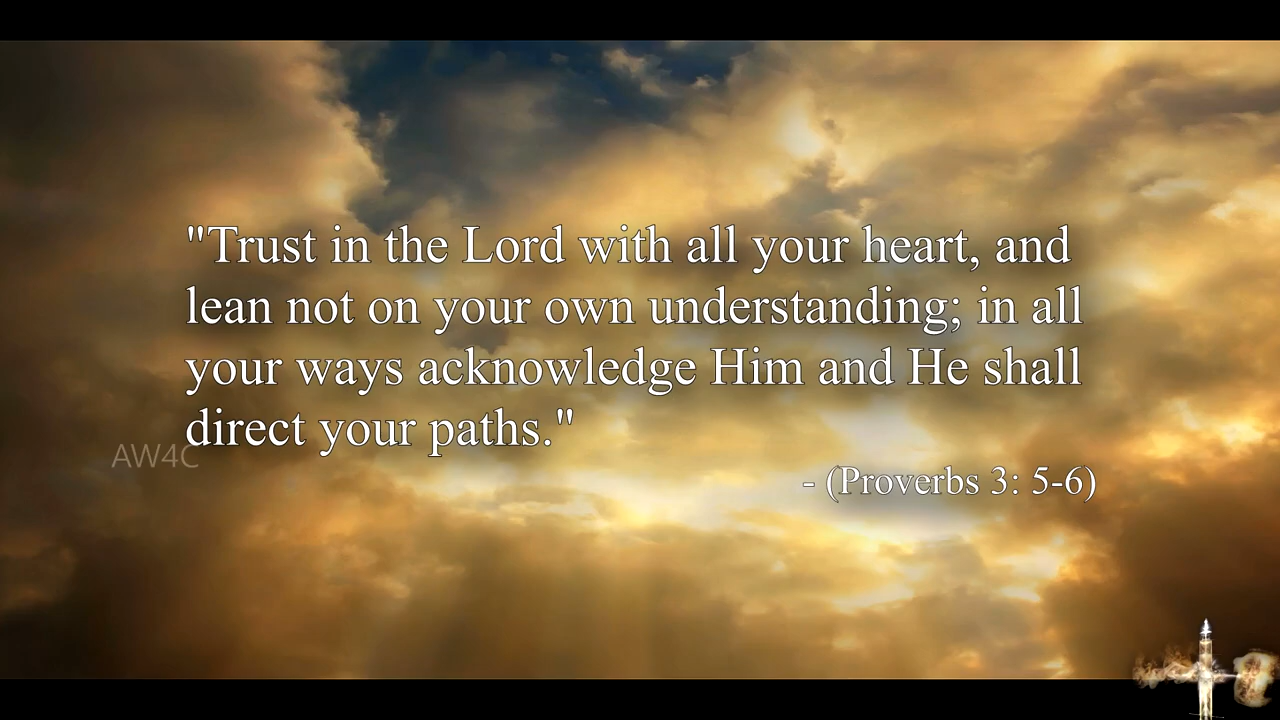 "Trust in the Lord with all your heart, and
lean not on your own understanding; in all
your ways acknowledge Him and He shall
direct your paths."
AW4C
- (Proverbs 3: 5-6)